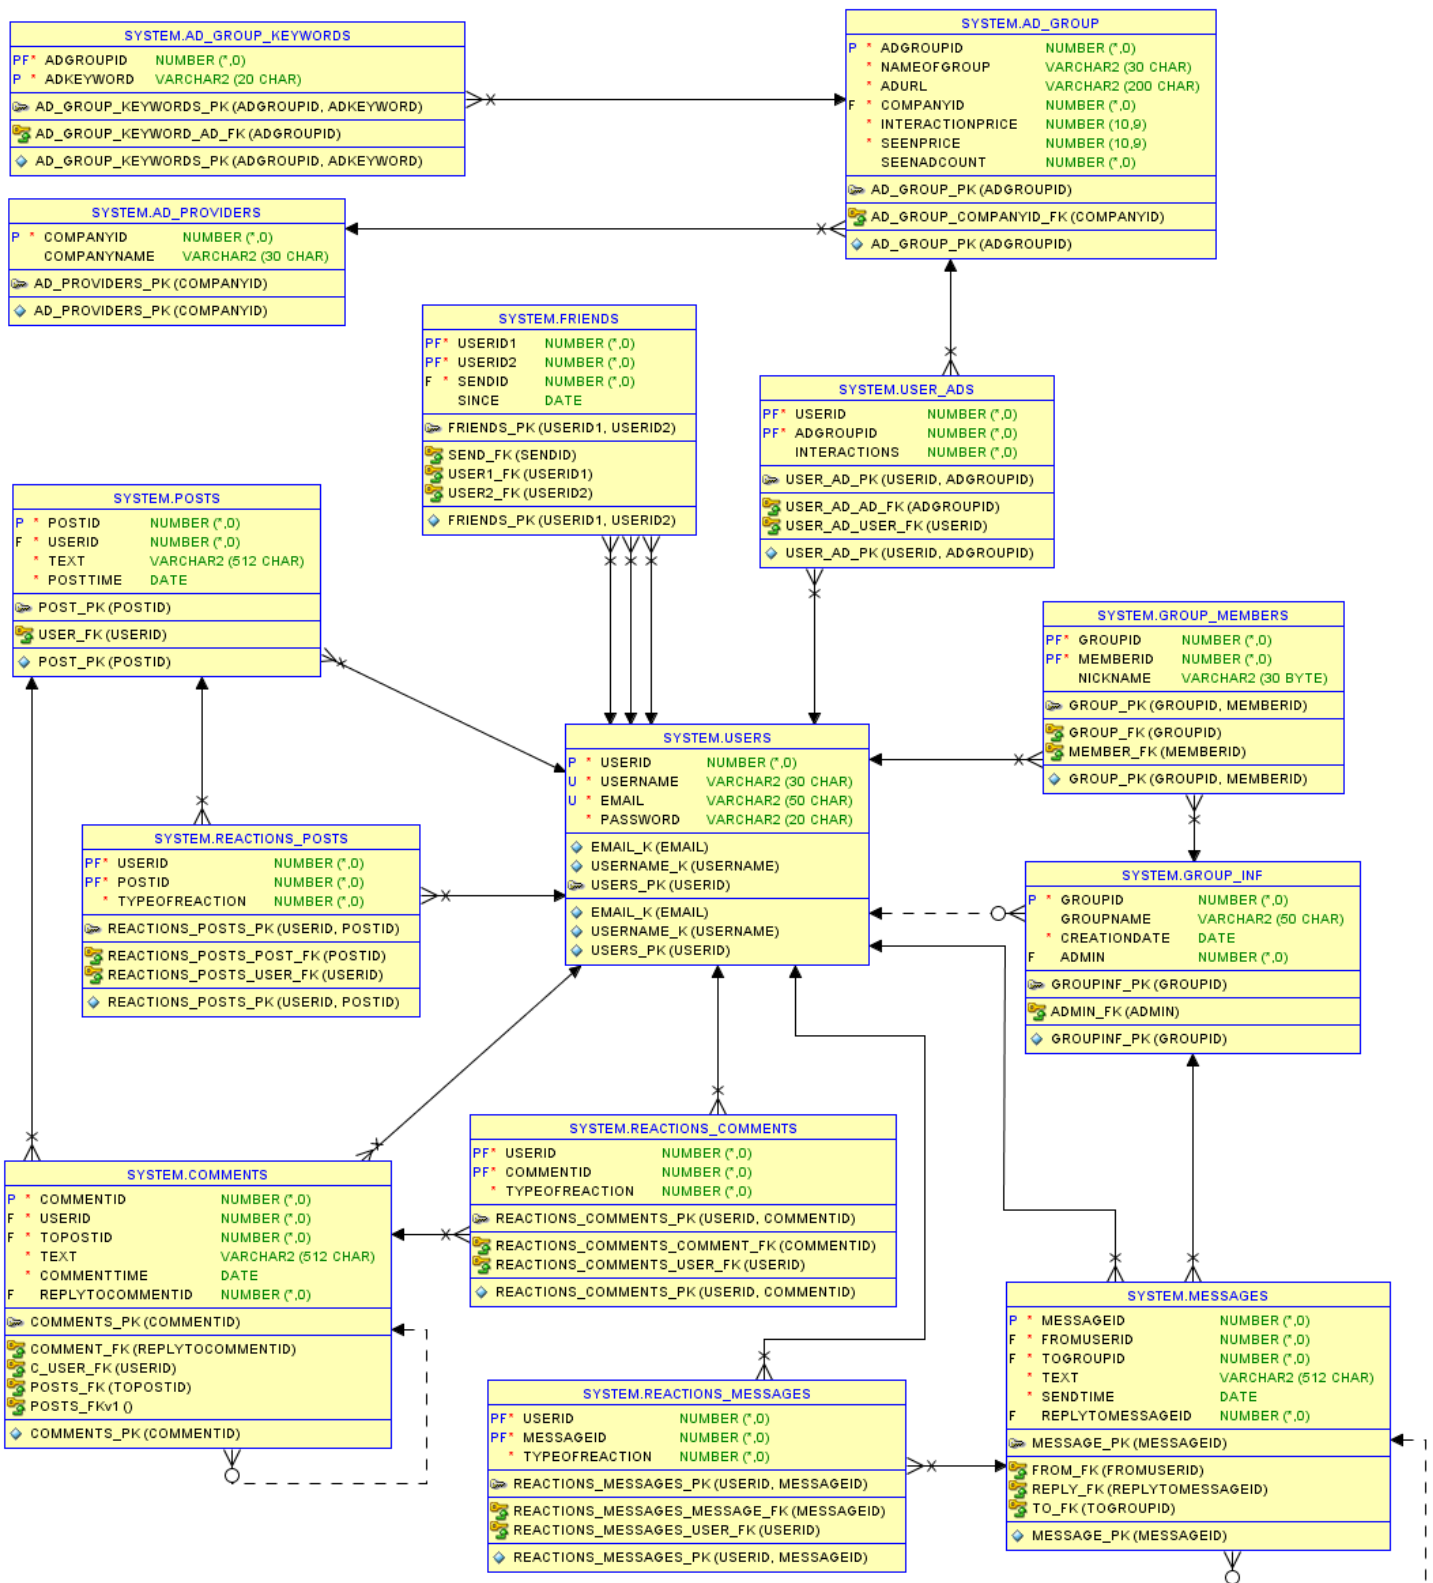 SYSTEM.AD_GROUP_KEYWORDS
PF* ADGROUPID NUMBER (*,0)
P * ADKEYWORD VARCHAR2 (20 CHAR)
AD_GROUP_KEYWORDS_PK (ADGROUPID, ADKEYWORD)
AD_GROUP_KEYWORD_AD_FK (ADGROUPID)
AD_GROUP_KEYWORDS_PK (ADGROUPID, ADKEYWORD)
SYSTEM.AD_GROUP
P * ADGROUPID NUMBER (*,0)
* NAMEOFGROUP VARCHAR2 (30 CHAR)
* ADURL VARCHAR2 (200 CHAR)
F * COMPANYID NUMBER (*,0)
* INTERACTIONPRICE NUMBER (10,9)
* SEENPRICE NUMBER (10,9)
SEENADCOUNT NUMBER (*,0)
AD_GROUP_PK (ADGROUPID)
AD_GROUP_COMPANYID_FK (COMPANYID)
AD_GROUP_PK (ADGROUPID)
SYSTEM.AD_PROVIDERS
P * COMPANYID NUMBER (*,0)
COMPANYNAME VARCHAR2 (30 CHAR)
AD_PROVIDERS_PK (COMPANYID)
AD_PROVIDERS_PK (COMPANYID)
SYSTEM.FRIENDS
PF* USERID1 NUMBER (*,0)
PF* USERID2 NUMBER (*,0)
F * SENDID NUMBER (*,0)
SINCE DATE
FRIENDS_PK (USERID1, USERID2)
SEND_FK (SENDID)
USER1_FK (USERID1)
USER2_FK (USERID2)
FRIENDS_PK (USERID1, USERID2)
SYSTEM.USER_ADS
PF* USERID NUMBER (*,0)
PF* ADGROUPID NUMBER (*,0)
INTERACTIONS NUMBER (*,0)
USER_AD_PK (USERID, ADGROUPID)
USER_AD_AD_FK (ADGROUPID)
USER_AD_USER_FK (USERID)
USER_AD_PK (USERID, ADGROUPID)
SYSTEM.POSTS
P * POSTID NUMBER (*,0)
F * USERID NUMBER (*,0)
* TEXT VARCHAR2 (512 CHAR)
* POSTTIME DATE
POST_PK (POSTID)
USER_FK (USERID)
POST_PK (POSTID)
SYSTEM.GROUP_MEMBERS
PF* GROUPID NUMBER (*,0)
PF* MEMBERID NUMBER (*,0)
NICKNAME VARCHAR2 (30 BYTE)
GROUP_PK (GROUPID, MEMBERID)
GROUP_FK (GROUPID)
MEMBER_FK (MEMBERID)
GROUP_PK (GROUPID, MEMBERID)
SYSTEM.USERS
P * USERID NUMBER (*,0)
U * USERNAME VARCHAR2 (30 CHAR)
U * EMAIL VARCHAR2 (50 CHAR)
* PASSWORD VARCHAR2 (20 CHAR)
EMAIL_K (EMAIL)
USERNAME_K (USERNAME)
USERS_PK (USERID)
EMAIL_K (EMAIL)
USERNAME_K (USERNAME)
USERS_PK (USERID)
SYSTEM.REACTIONS_POSTS
PF* USERID NUMBER (*,0)
PF* POSTID NUMBER (*,0)
* TYPEOFREACTION NUMBER (*,0)
REACTIONS_POSTS_PK (USERID, POSTID)
REACTIONS_POSTS_POST_FK (POSTID)
REACTIONS_POSTS_USER_FK (USERID)
REACTIONS_POSTS_PK (USERID, POSTID)
SYSTEM.GROUP_INF
P * GROUPID NUMBER (*,0)
GROUPNAME VARCHAR2 (50 CHAR)
* CREATIONDATE DATE
F ADMIN NUMBER (*,0)
GROUPINF_PK (GROUPID)
ADMIN_FK (ADMIN)
GROUPINF_PK (GROUPID)
SYSTEM.REACTIONS_COMMENTS
PF* USERID NUMBER (*,0)
PF* COMMENTID NUMBER (*,0)
* TYPEOFREACTION NUMBER (*,0)
REACTIONS_COMMENTS_PK (USERID, COMMENTID)
REACTIONS_COMMENTS_COMMENT_FK (COMMENTID)
REACTIONS_COMMENTS_USER_FK (USERID)
REACTIONS_COMMENTS_PK (USERID, COMMENTID)
SYSTEM.COMMENTS
P * COMMENTID NUMBER (*,0)
F * USERID NUMBER (*,0)
F * TOPOSTID NUMBER (*,0)
* TEXT VARCHAR2 (512 CHAR)
* COMMENTTIME DATE
F REPLYTOCOMMENTID NUMBER (*,0)
COMMENTS_PK (COMMENTID)
COMMENT_FK (REPLYTOCOMMENTID)
C_USER_FK (USERID)
POSTS_FK (TOPOSTID)
POSTS_FKv1 ()
COMMENTS_PK (COMMENTID)
SYSTEM.MESSAGES
P * MESSAGEID NUMBER (*,0)
F * FROMUSERID NUMBER (*,0)
F * TOGROUPID NUMBER (*,0)
* TEXT VARCHAR2 (512 CHAR)
* SENDTIME DATE
F REPLYTOMESSAGEID NUMBER (*,0)
MESSAGE_PK (MESSAGEID)
FROM_FK (FROMUSERID)
REPLY_FK (REPLYTOMESSAGEID)
TO_FK (TOGROUPID)
MESSAGE_PK (MESSAGEID)
SYSTEM.REACTIONS_MESSAGES
PF* USERID NUMBER (*,0)
PF* MESSAGEID NUMBER (*,0)
* TYPEOFREACTION NUMBER (*,0)
REACTIONS_MESSAGES_PK (USERID, MESSAGEID)
REACTIONS_MESSAGES_MESSAGE_FK (MESSAGEID)
REACTIONS_MESSAGES_USER_FK (USERID)
REACTIONS_MESSAGES_PK (USERID, MESSAGEID)